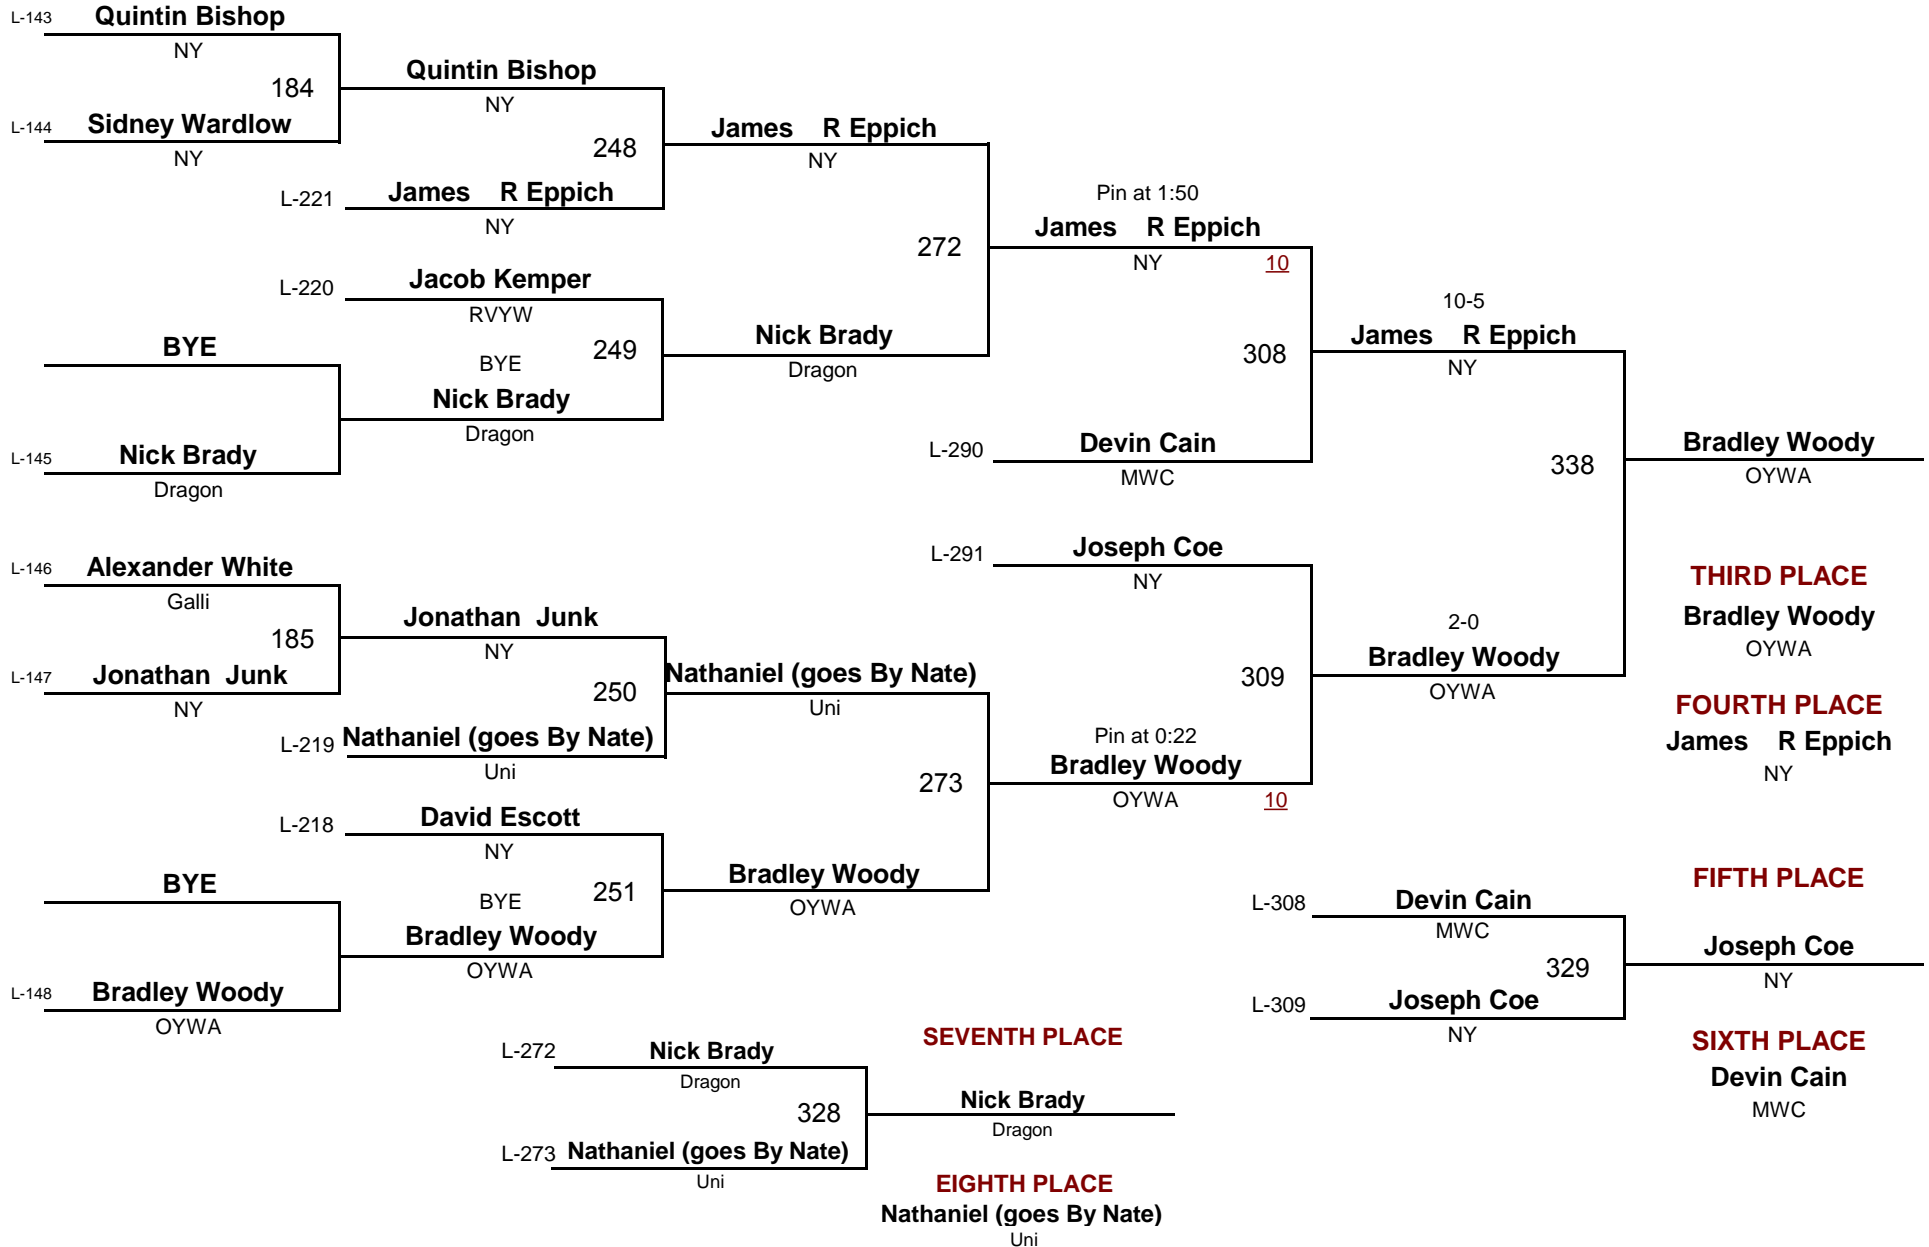 L-143 Quintin Bishop
NY
184
L-144 Sidney Wardlow
NY
Quintin Bishop
NY
248
L-221 James R Eppich
NY
James R Eppich
NY
L-220 Jacob Kemper
RVYW
BYE
249
BYE
Nick Brady
Dragon
L-145 Nick Brady
Dragon
Nick Brady
Dragon
272
Pin at 1:50
James R Eppich
NY 10
308
L-290 Devin Cain
MWC
10-5
James R Eppich
NY
338
Bradley Woody
OYWA
L-146 Alexander White
Galli
185
L-147 Jonathan Junk
NY
Jonathan Junk
NY
250
L-219 Nathaniel (goes By Nate)
Uni
Nathaniel (goes By Nate)
Uni
L-218 David Escott
NY
BYE
251
BYE
Bradley Woody
OYWA
L-148 Bradley Woody
OYWA
Bradley Woody
OYWA
273
L-291 Joseph Coe
NY
309
Pin at 0:22
Bradley Woody
OYWA 10
2-0
Bradley Woody
OYWA
THIRD PLACE
Bradley Woody
OYWA
FOURTH PLACE
James R Eppich
NY
FIFTH PLACE
L-308 Devin Cain
MWC
329
L-309 Joseph Coe
NY
Joseph Coe
NY
SIXTH PLACE
Devin Cain
MWC
L-272 Nick Brady
Dragon
328
L-273 Nathaniel (goes By Nate)
Uni
SEVENTH PLACE
Nick Brady
Dragon
EIGHTH PLACE
Nathaniel (goes By Nate)
Uni